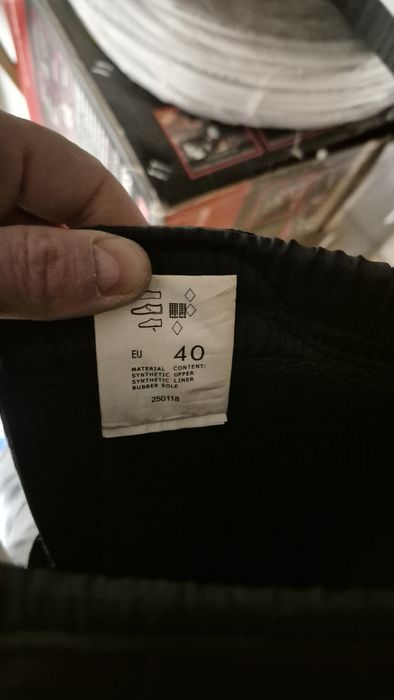 EU 40
MATERIAL CONTENT:
SYNTHETIC UPPER
SYNTHETIC LINER
RUBBER SOLE
250118